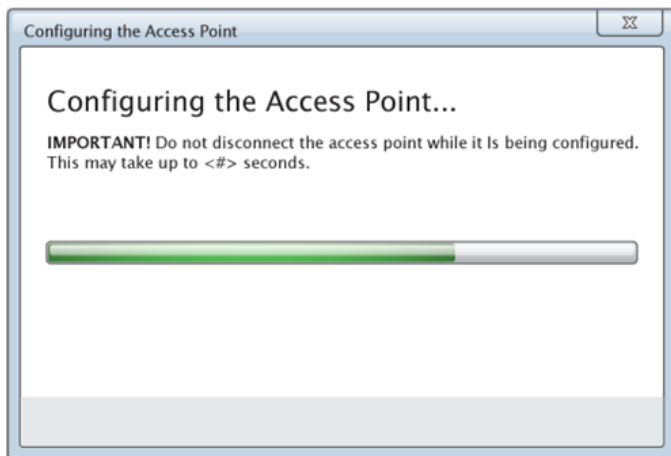 Configuring the Access Point
X
Configuring the Access Point...
IMPORTANT! Do not disconnect the access point while it Is being configured.
This may take up to <#> seconds.